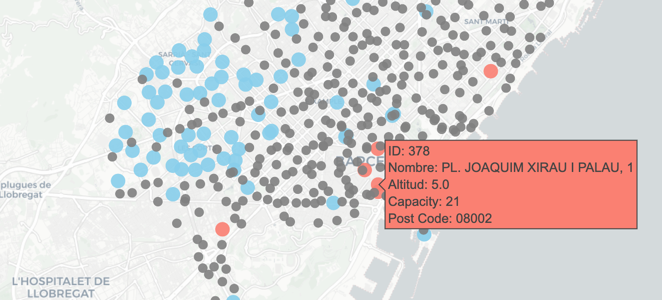 SANT MARTÍ
ID: 378
Nombre: PL. JOAQUIM XIRAU I PALAU, 1
Altitud: 5.0
Capacity: 21
Post Code: 08002
plugues de
Llobregat
L'HOSPITALET DE
LLOBREGAT